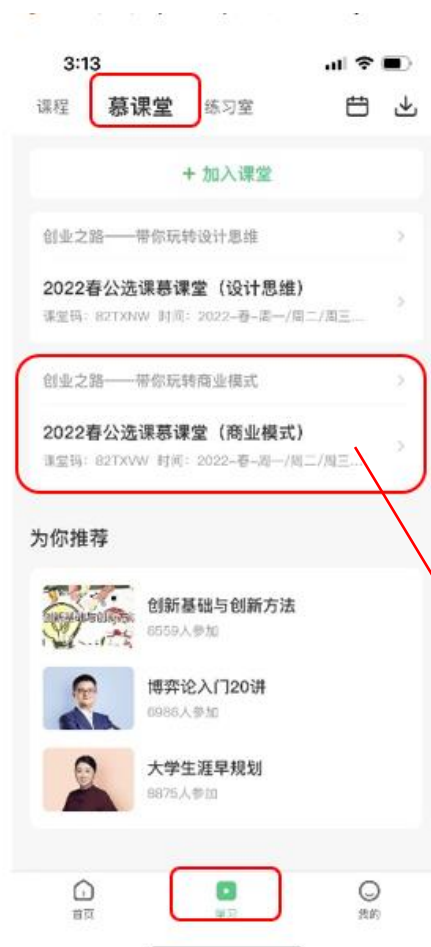 3:13
课程 慕课堂 练习室
+ 加入课堂
创业之路——带你玩转设计思维
2022春公选课慕课堂（设计思维）
课堂码：82TXNW 时间：2022-春-周一/周二/周三...
创业之路——带你玩转商业模式
2022春公选课慕课堂（商业模式）
课堂码：82TXVW 时间：2022-春-周一/周二/周三...
为你推荐
创新基础与创新方法
6559人参加
博弈论入门20讲
6986人参加
大学生涯早规划
8875人参加
首页 学习 我的